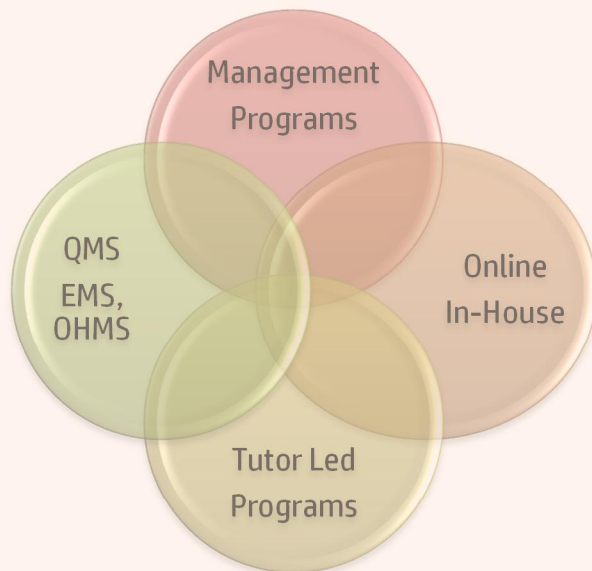 Management
Programs
QMS
EMS,
OHMS
Online
In-House
Tutor Led
Programs